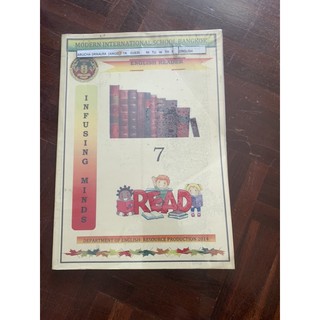 MODERN INTERNATIONAL SCHOOL BANGKOK
ENGLISH READER
INFUSING MINDS
7
READ
DEPARTMENT OF ENGLISH RESOURCE PRODUCTION 2018